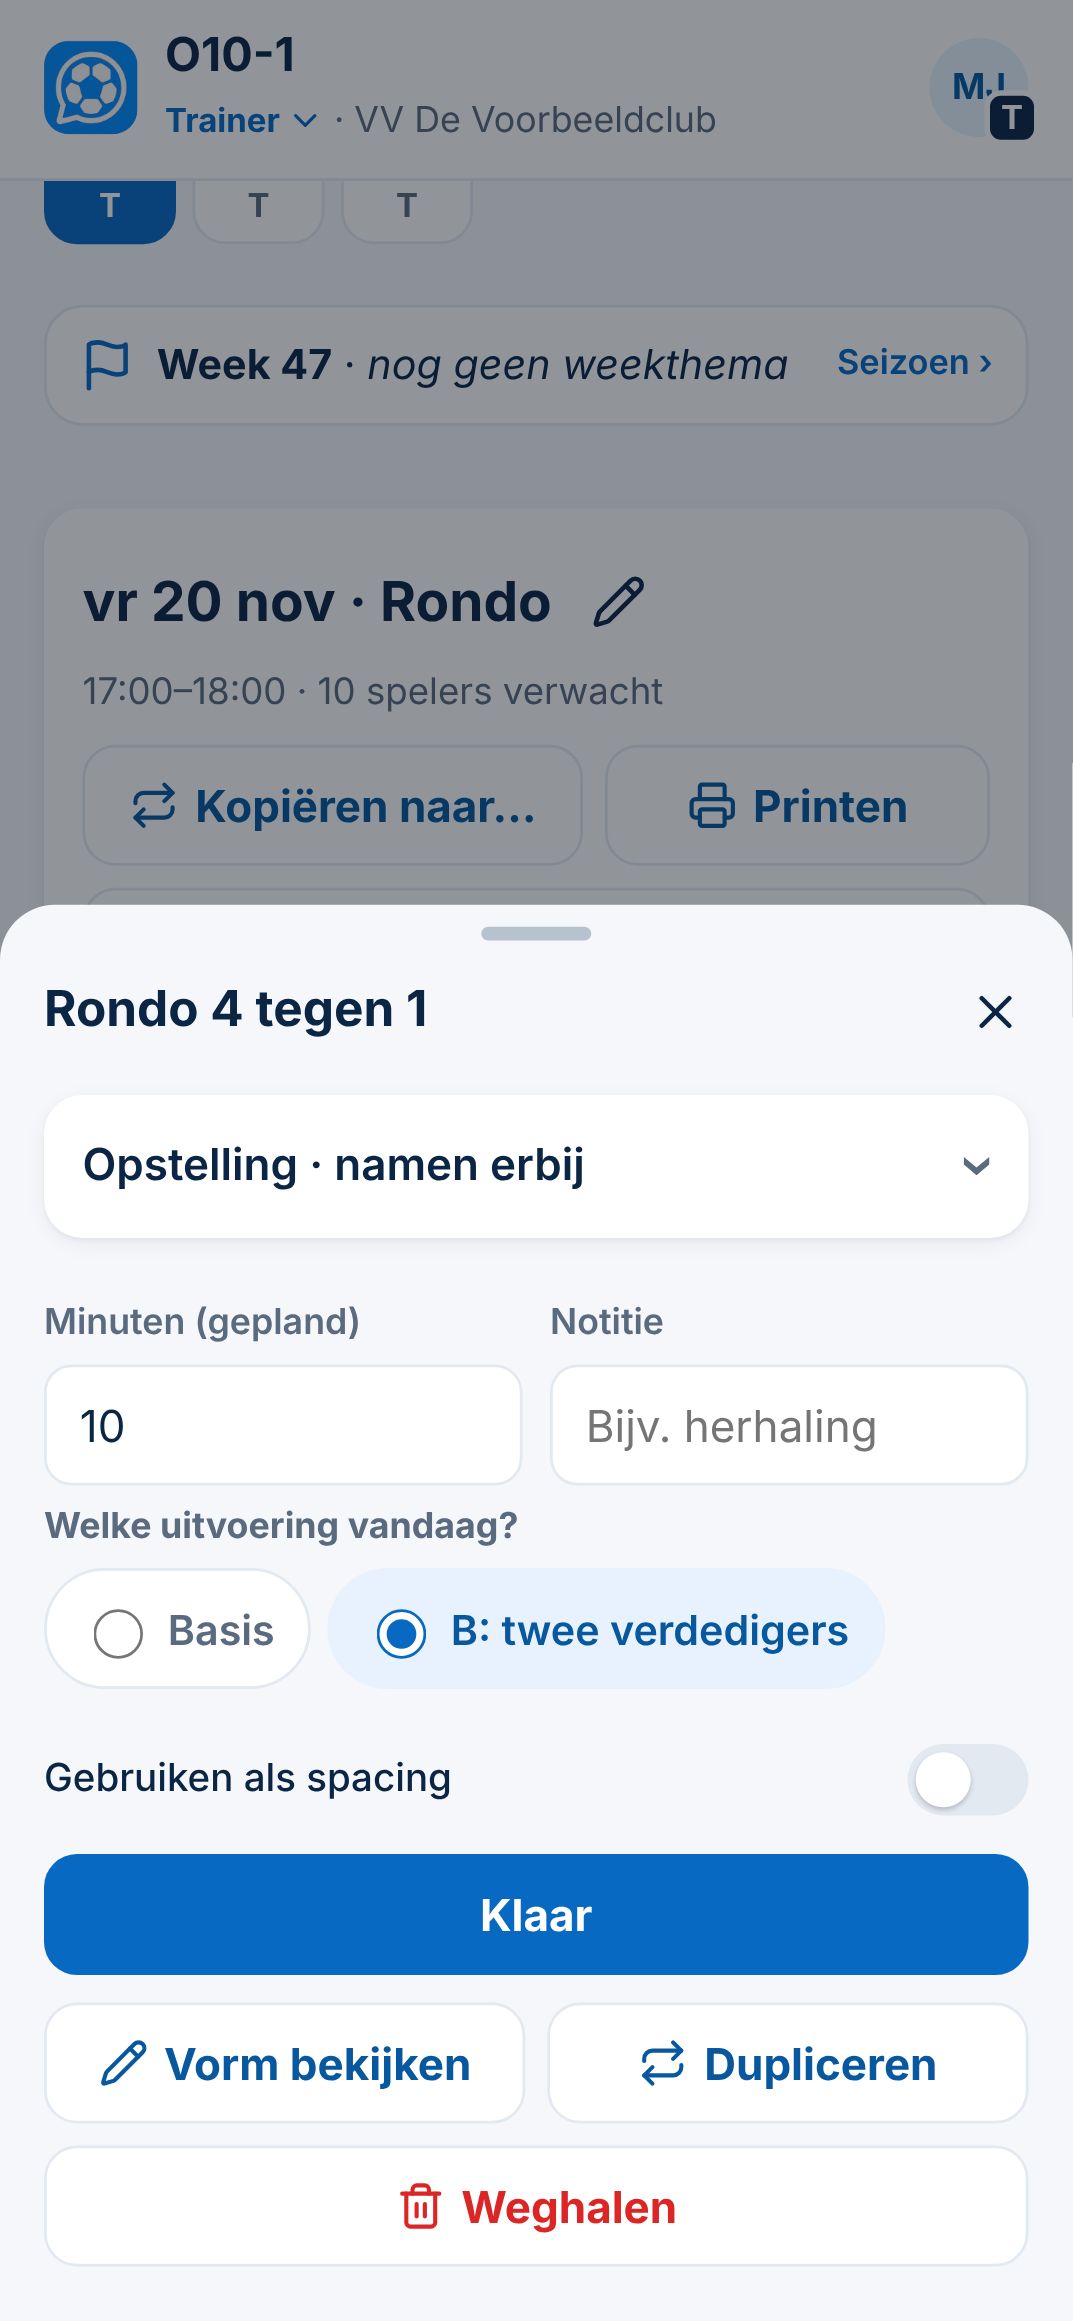 O10-1
Trainer · VV De Voorbeeldclub
MJ
T
T
T
T
Week 47 · nog geen weekthema
Seizoen ›
vr 20 nov · Rondo
17:00–18:00 · 10 spelers verwacht
Kopiëren naar...
Printen
Rondo 4 tegen 1
Opstelling · namen erbij
Minuten (gepland)
Notitie
10
Bijv. herhaling
Welke uitvoering vandaag?
Basis
B: twee verdedigers
Gebruiken als spacing
Klaar
Vorm bekijken
Dupliceren
Weghalen